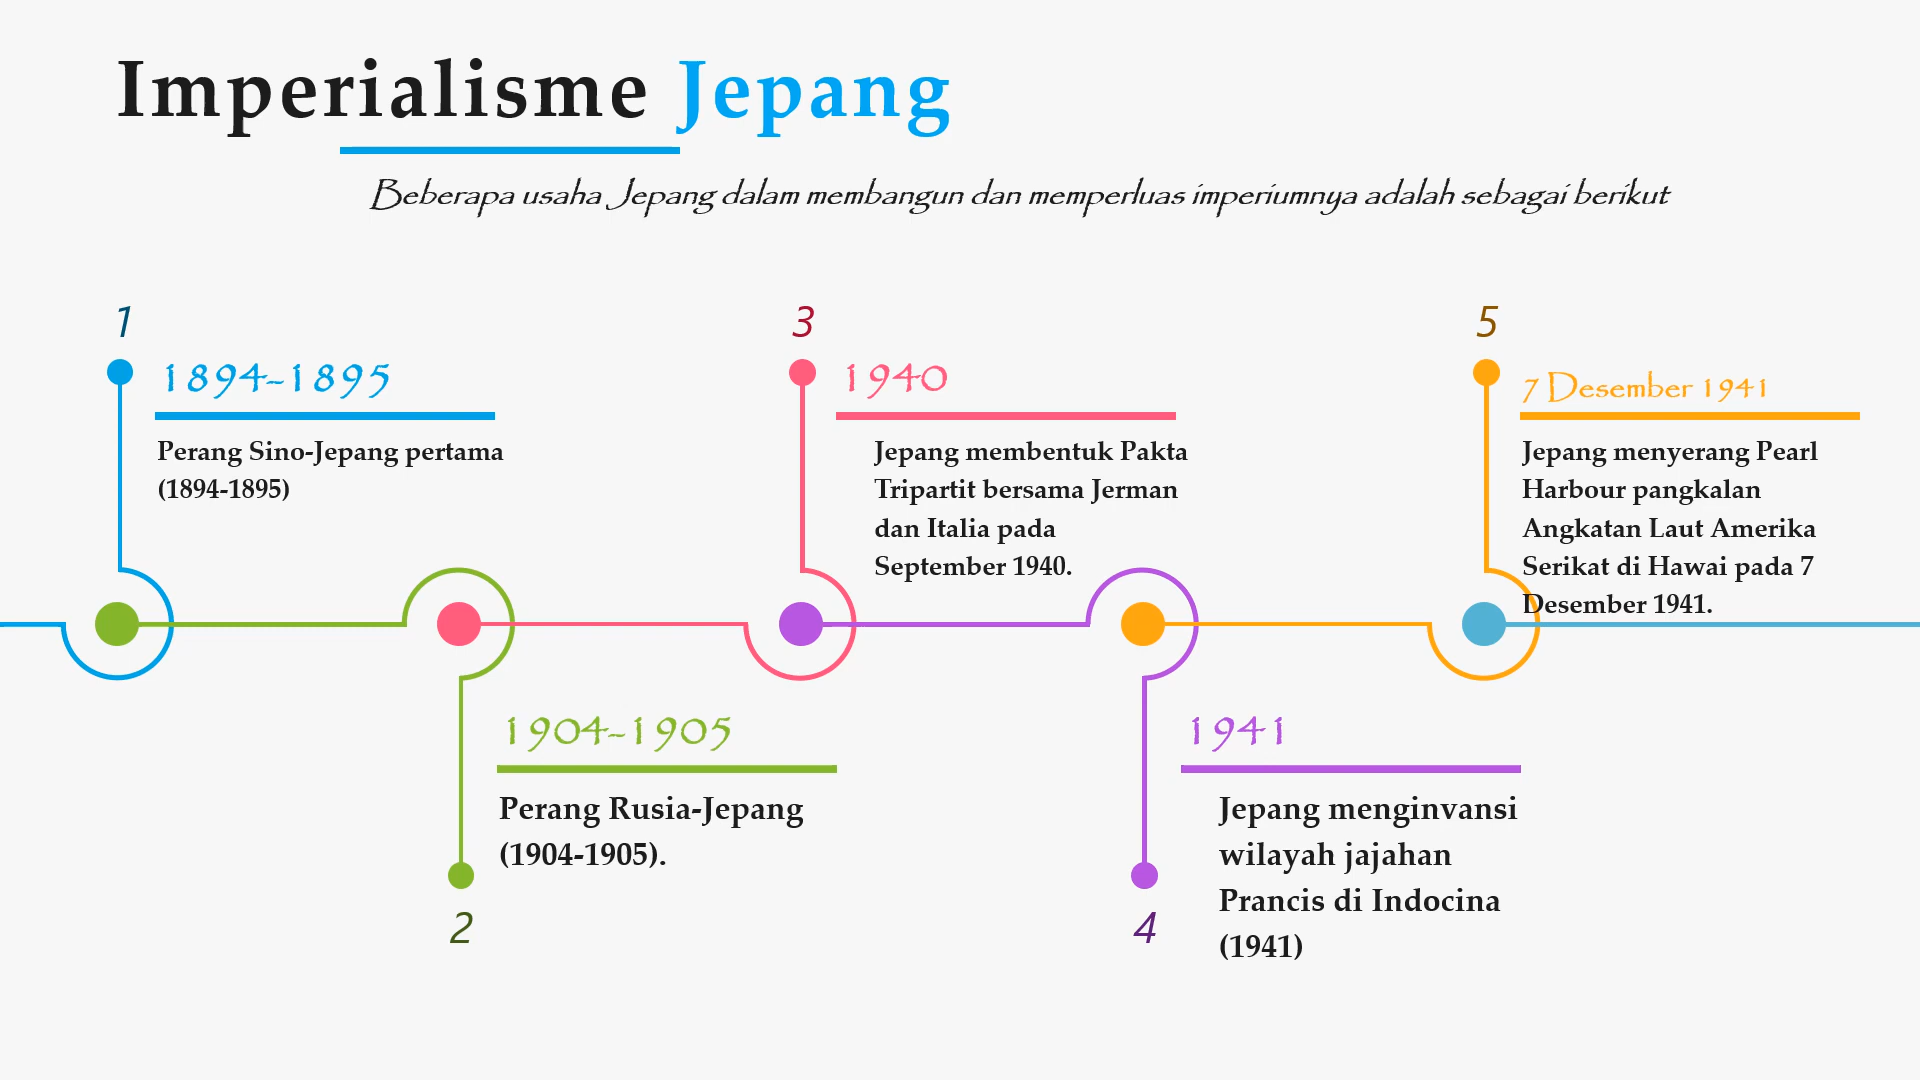 Imperialisme Jepang
Beberapa usaha Jepang dalam membangun dan memperluas imperiumnya adalah sebagai berikut
1
1894-1895
Perang Sino-Jepang pertama
(1894-1895)
2
1904-1905
Perang Rusia-Jepang
(1904-1905).
3
1940
Jepang membentuk Pakta
Tripartit bersama Jerman
dan Italia pada
September 1940.
4
1941
Jepang menginvansi
wilayah jajahan
Prancis di Indocina
(1941)
5
7 Desember 1941
Jepang menyerang Pearl
Harbour pangkalan
Angkatan Laut Amerika
Serikat di Hawai pada 7
Desember 1941.